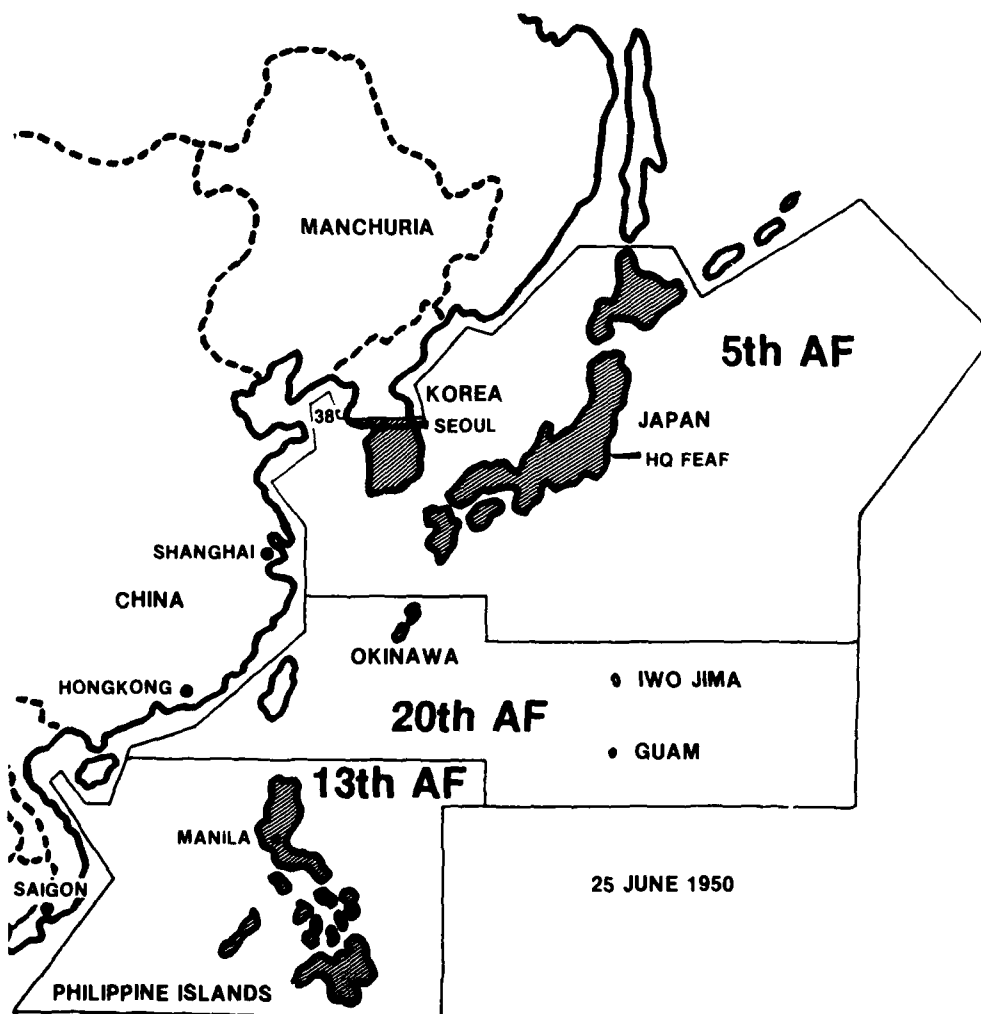 MANCHURIA
5th AF
KOREA
38°
SEOUL
JAPAN
HQ FEAF
SHANGHAI
CHINA
OKINAWA
HONGKONG
IWO JIMA
20th AF
GUAM
13th AF
MANILA
SAIGON
25 JUNE 1950
PHILIPPINE ISLANDS